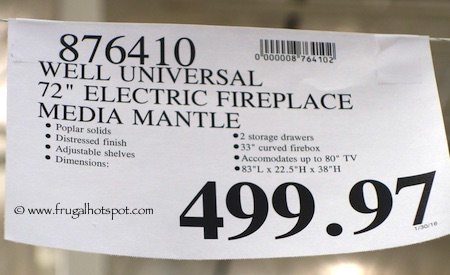 876410
0000008764102
WELL UNIVERSAL
72" ELECTRIC FIREPLACE
MEDIA MANTLE
• Poplar solids
• Distressed finish
• Adjustable shelves
• Dimensions:
• 2 storage drawers
• 33" curved firebox
• Accomodates up to 80" TV
• 83"L x 22.5"H x 38"H
499.97
© www.frugalhotspot.com
1/30/18